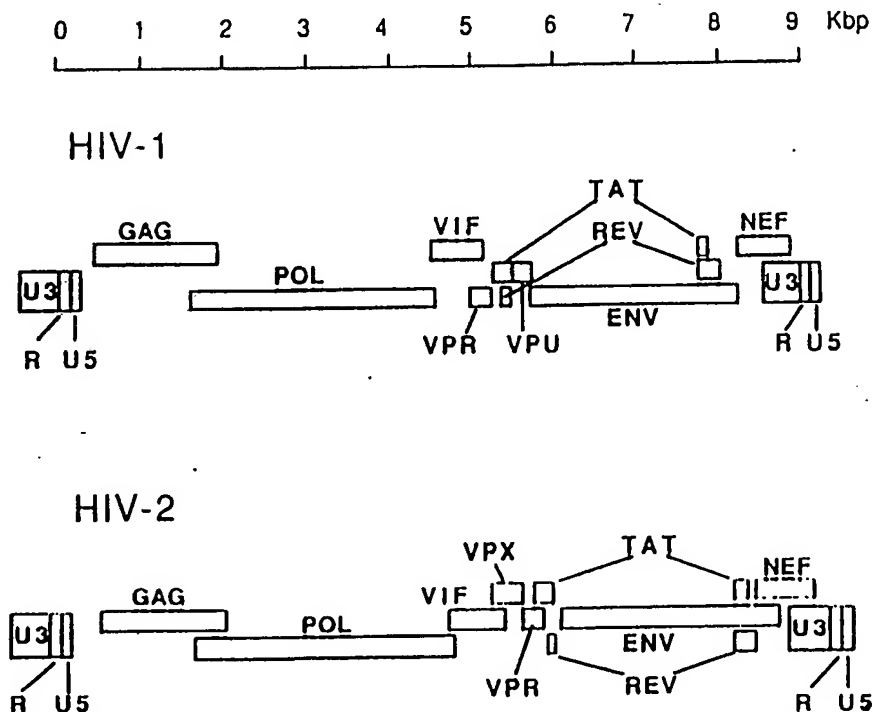 0 1 2 3 4 5 6 7 8 9 Kbp
HIV-1
TAT
GAG VIF REV NEF
U3 POL U3
ENV
R U5 VPR VPU R U5
HIV-2
VPX TAT NEF
GAG VIF
U3 POL ENV U3
VPR REV
R U5 R U5